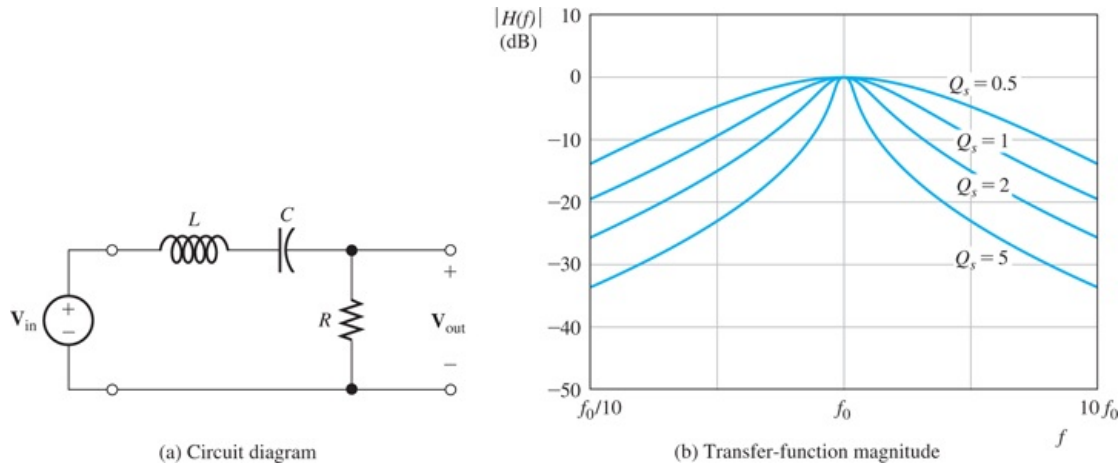 L
C
V_in
+
−
R
+
V_out
−
(a) Circuit diagram
|H(f)|
(dB)
10
0
−10
−20
−30
−40
−50
Q_s = 0.5
Q_s = 1
Q_s = 2
Q_s = 5
f_0/10
f_0
10 f_0
f
(b) Transfer-function magnitude